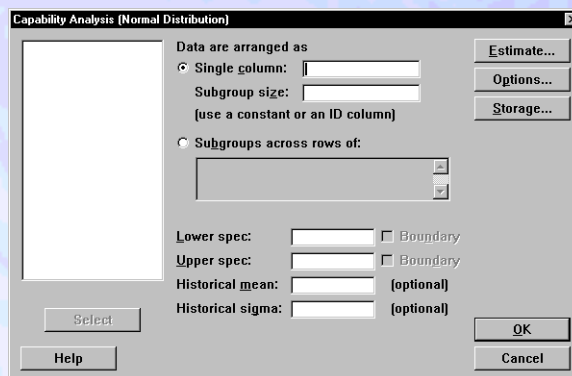 Capability Analysis (Normal Distribution)
Data are arranged as
Single column:
Subgroup size:
(use a constant or an ID column)
Subgroups across rows of:
Lower spec:
Boundary
Upper spec:
Boundary
Historical mean:
(optional)
Historical sigma:
(optional)
Estimate...
Options...
Storage...
Select
Help
OK
Cancel